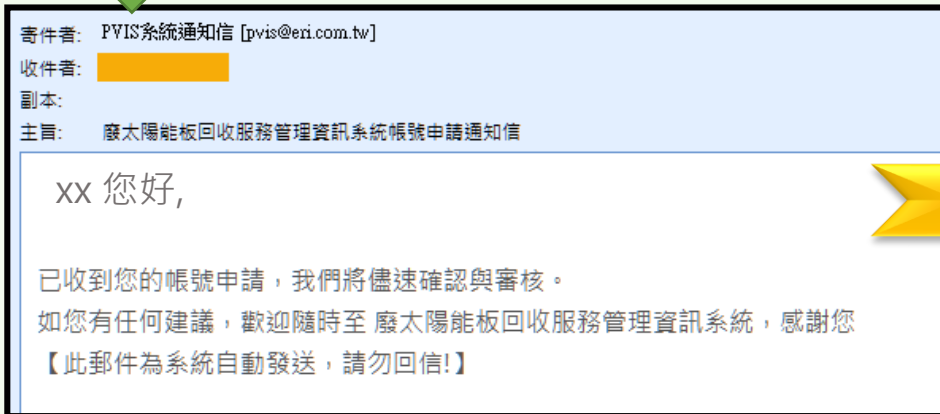 寄件者: PVIS系統通知信 [pvis@eri.com.tw]
收件者:
副本:
主旨: 廢太陽能板回收服務管理資訊系統帳號申請通知信
xx 您好,
已收到您的帳號申請，我們將儘速確認與審核。
如您有任何建議，歡迎隨時至 廢太陽能板回收服務管理資訊系統，感謝您
【此郵件為系統自動發送，請勿回信!】